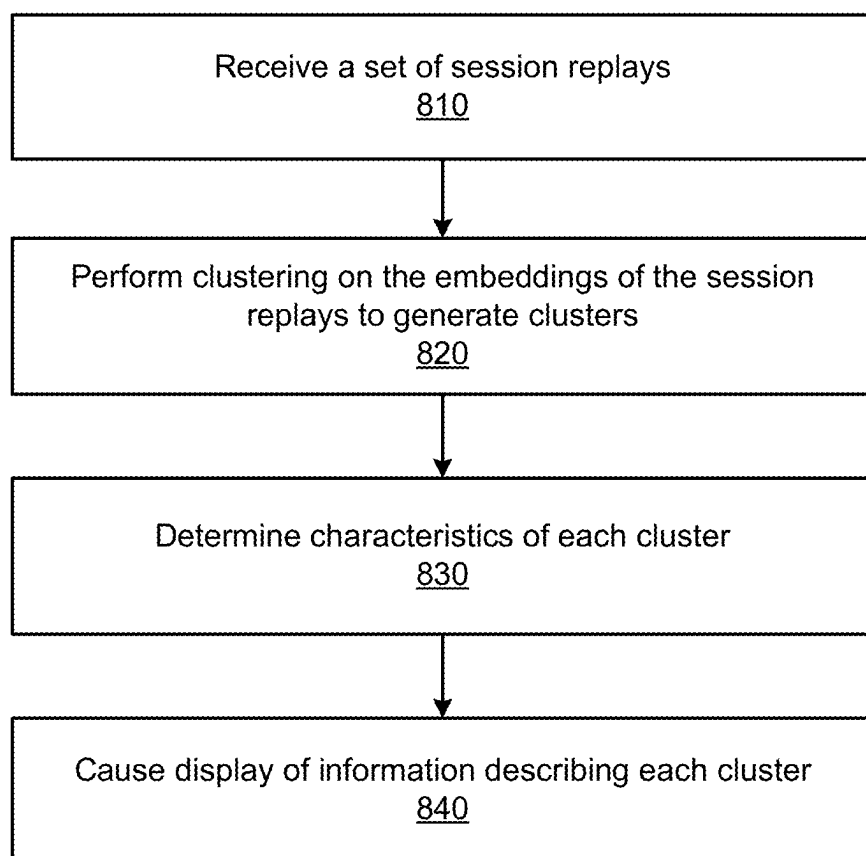 Receive a set of session replays
810
Perform clustering on the embeddings of the session
replays to generate clusters
820
Determine characteristics of each cluster
830
Cause display of information describing each cluster
840